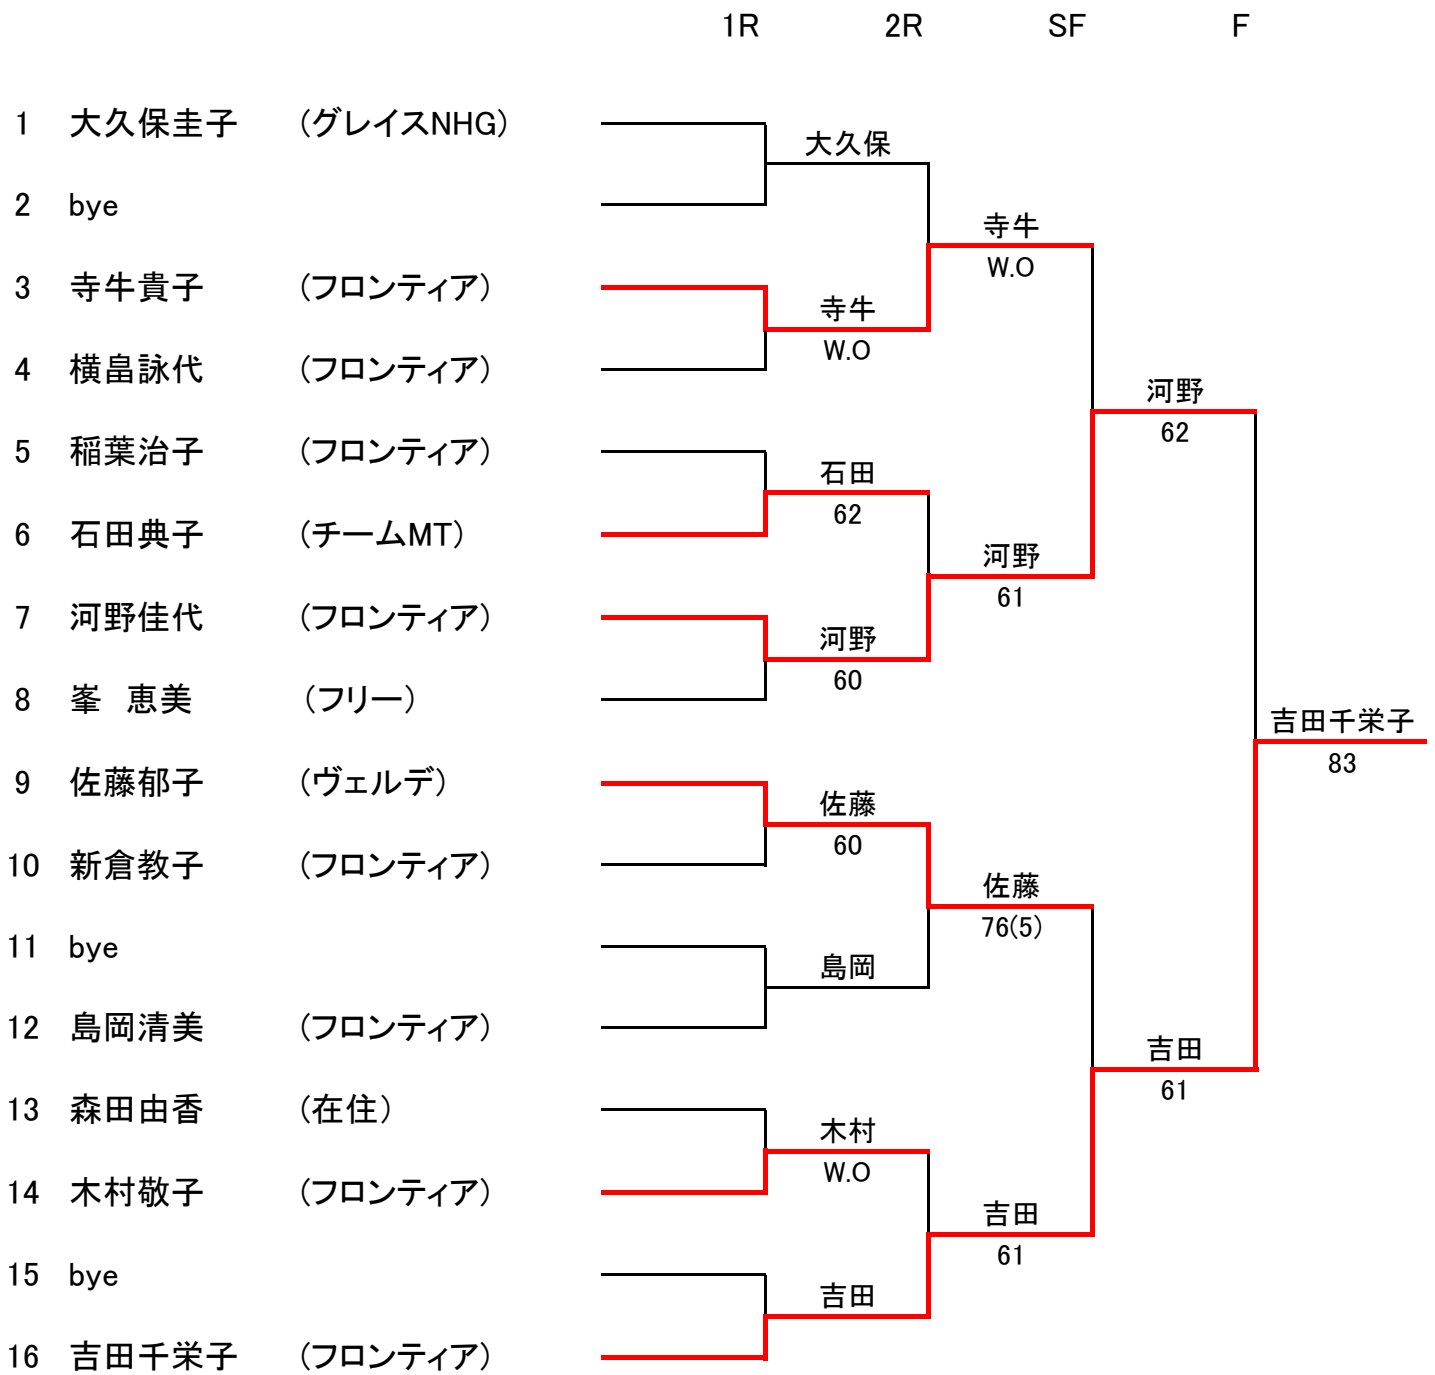 1R 2R SF F
1 大久保圭子 (グレイスNHG)
大久保
2 bye
寺牛
W.O
3 寺牛貴子 (フロンティア)
寺牛
W.O
4 横畠詠代 (フロンティア)
河野
62
5 稲葉治子 (フロンティア)
石田
62
6 石田典子 (チームMT)
河野
61
7 河野佳代 (フロンティア)
河野
60
8 峯 恵美 (フリー)
吉田千栄子
83
9 佐藤郁子 (ヴェルデ)
佐藤
60
10 新倉教子 (フロンティア)
佐藤
76(5)
11 bye
島岡
12 島岡清美 (フロンティア)
吉田
61
13 森田由香 (在住)
木村
W.O
14 木村敬子 (フロンティア)
吉田
61
15 bye
吉田
16 吉田千栄子 (フロンティア)